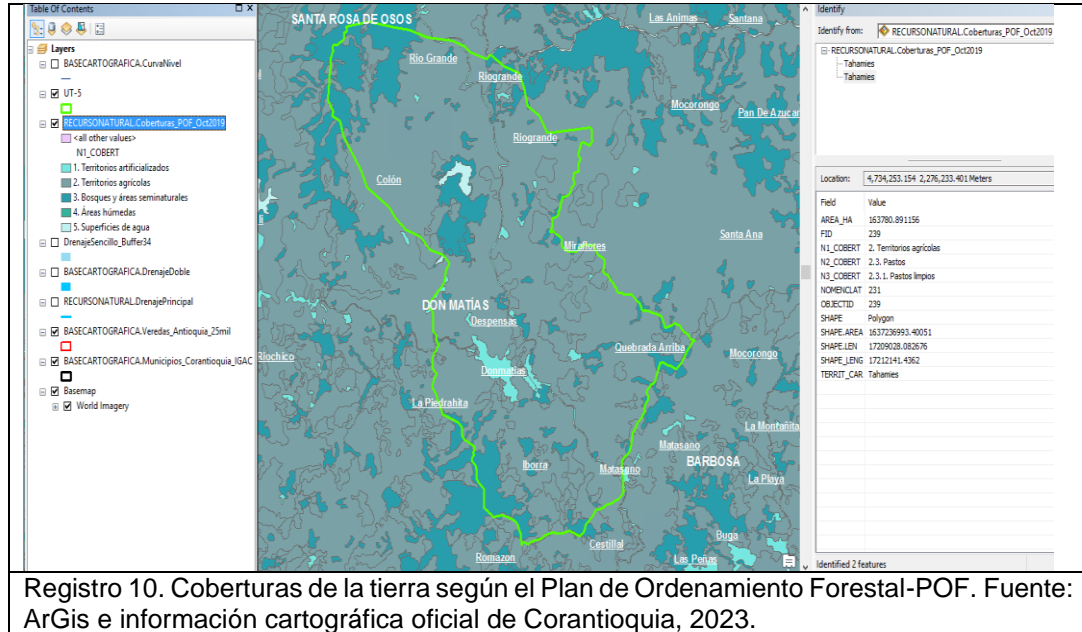 Table Of Contents
Layers
BASECARTOGRAFICA.CurvaNivel
UT-5
RECURSONATURAL.Coberturas_POF_Oct2019
<all other values>
N1_COBERT
1. Territorios artificializados
2. Territorios agrícolas
3. Bosques y áreas seminaturales
4. Áreas húmedas
5. Superficies de agua
DrenajeSencillo_Buffer34
BASECARTOGRAFICA.DrenajeDoble
RECURSONATURAL.DrenajePrincipal
BASECARTOGRAFICA.Veredas_Antioquia_25mil
BASECARTOGRAFICA.Municipios_Corantioquia_IGAC
Basemap
World Imagery
SANTA ROSA DE OSOS
Las Animas
Santana
Rio Grande
Riogrande
Mocorongo
Pan De Azucar
Riogrande
Colón
Santa Ana
Miraflores
DON MATÍAS
Despensas
Quebrada Arriba
Mocorongo
Riochico
Donmatías
La Piedrahita
La Montañita
Matasano
BARBOSA
Iborra
Matasano
La Playa
Buga
Cestillal
Romazon
Las Peñas
Identify
Identify from: RECURSONATURAL.Coberturas_POF_Oct2019
RECURSONATURAL.Coberturas_POF_Oct2019
Tahamies
Tahamies
Location: 4,734,253.154 2,276,233.401 Meters
Field Value
AREA_HA 163780.891156
FID 239
N1_COBERT 2. Territorios agrícolas
N2_COBERT 2.3. Pastos
N3_COBERT 2.3.1. Pastos limpios
NOMENCLAT 231
OBJECTID 239
SHAPE Polygon
SHAPE.AREA 1637236993.40051
SHAPE.LEN 17209028.082676
SHAPE_LENG 17212141.4362
TERRIT_CAR Tahamies
Identified 2 features
Registro 10. Coberturas de la tierra según el Plan de Ordenamiento Forestal-POF. Fuente:
ArGis e información cartográfica oficial de Corantioquia, 2023.